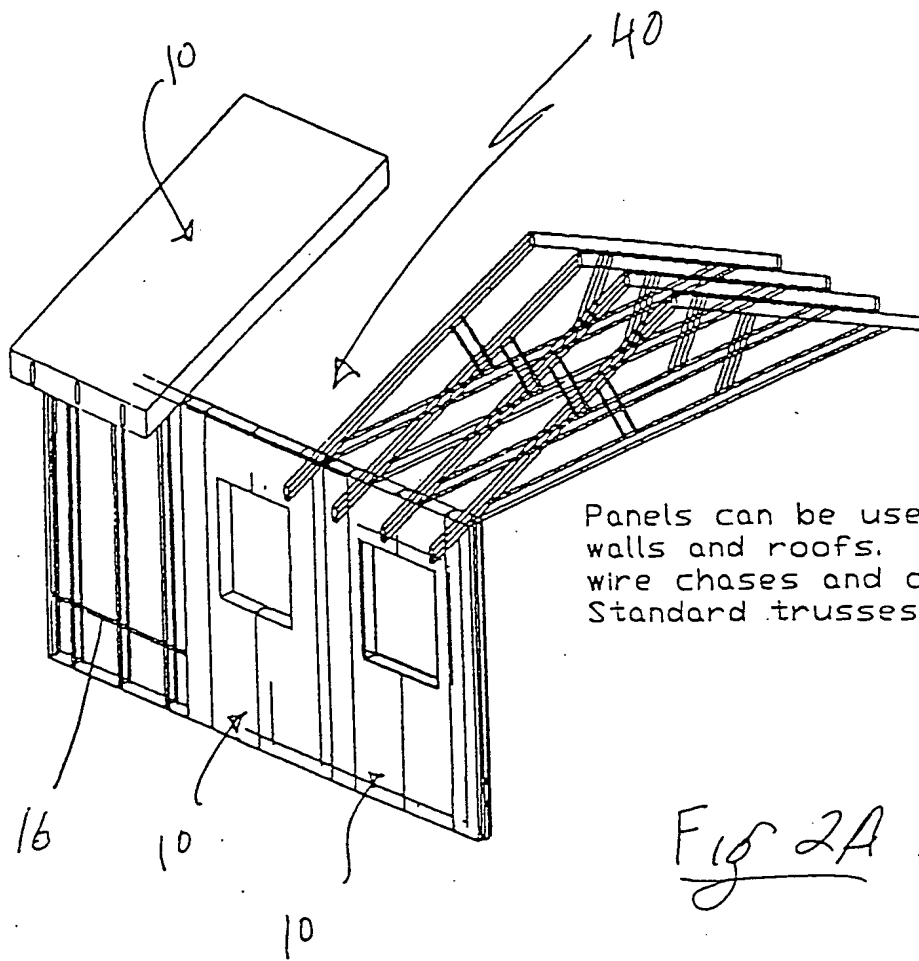 10
40
Panels can be use
walls and roofs.
wire chases and c
Standard trusses
16
10
10
Fig 2A